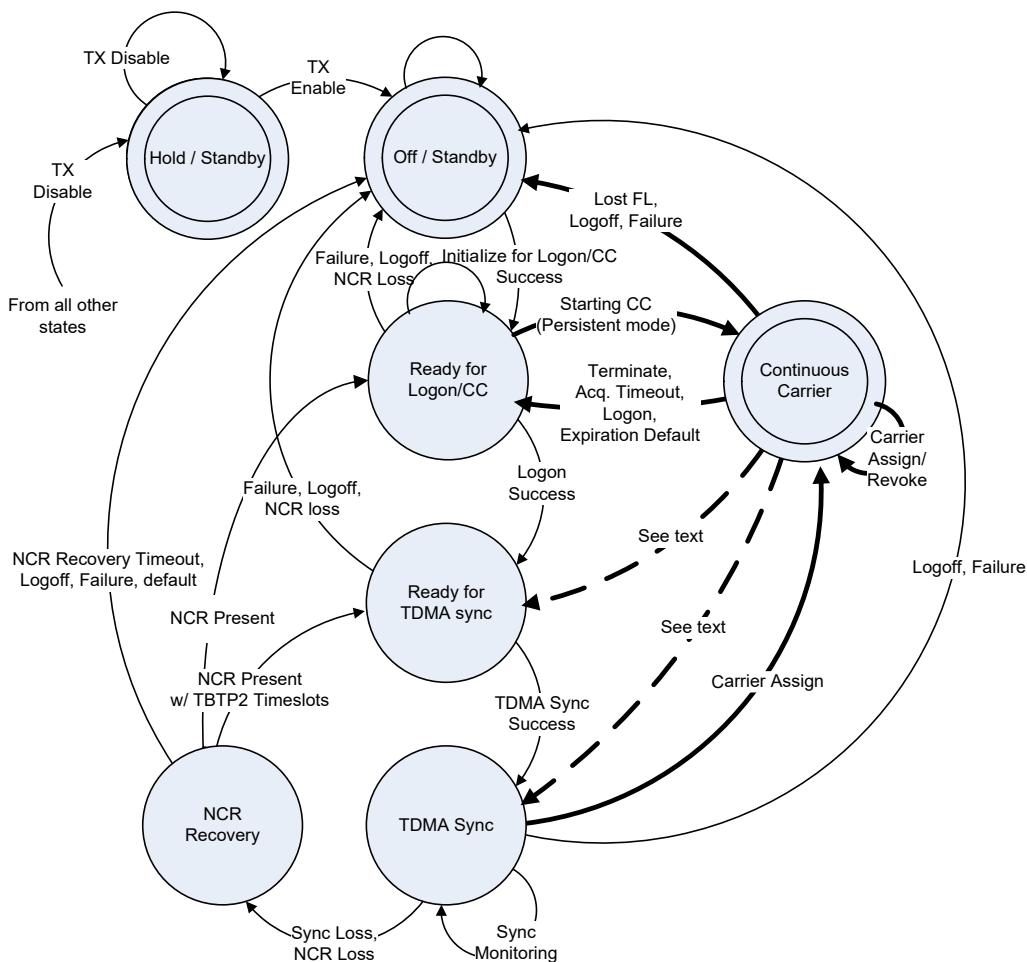 TX Disable
TX
Enable
Hold / Standby
Off / Standby
TX
Disable
Lost FL,
Logoff, Failure
Failure, Logoff,
NCR Loss
Initialize for Logon/CC
Success
From all other
states
Starting CC
(Persistent mode)
Ready for
Logon/CC
Terminate,
Acq. Timeout,
Logon,
Expiration Default
Continuous
Carrier
Carrier
Assign/
Revoke
Logon
Success
Failure, Logoff,
NCR loss
See text
NCR Recovery Timeout,
Logoff, Failure, default
Logoff, Failure
Ready for
TDMA sync
NCR Present
See text
NCR Present
w/ TBTP2 Timeslots
Carrier Assign
TDMA Sync
Success
NCR
Recovery
TDMA Sync
Sync Loss,
NCR Loss
Sync
Monitoring